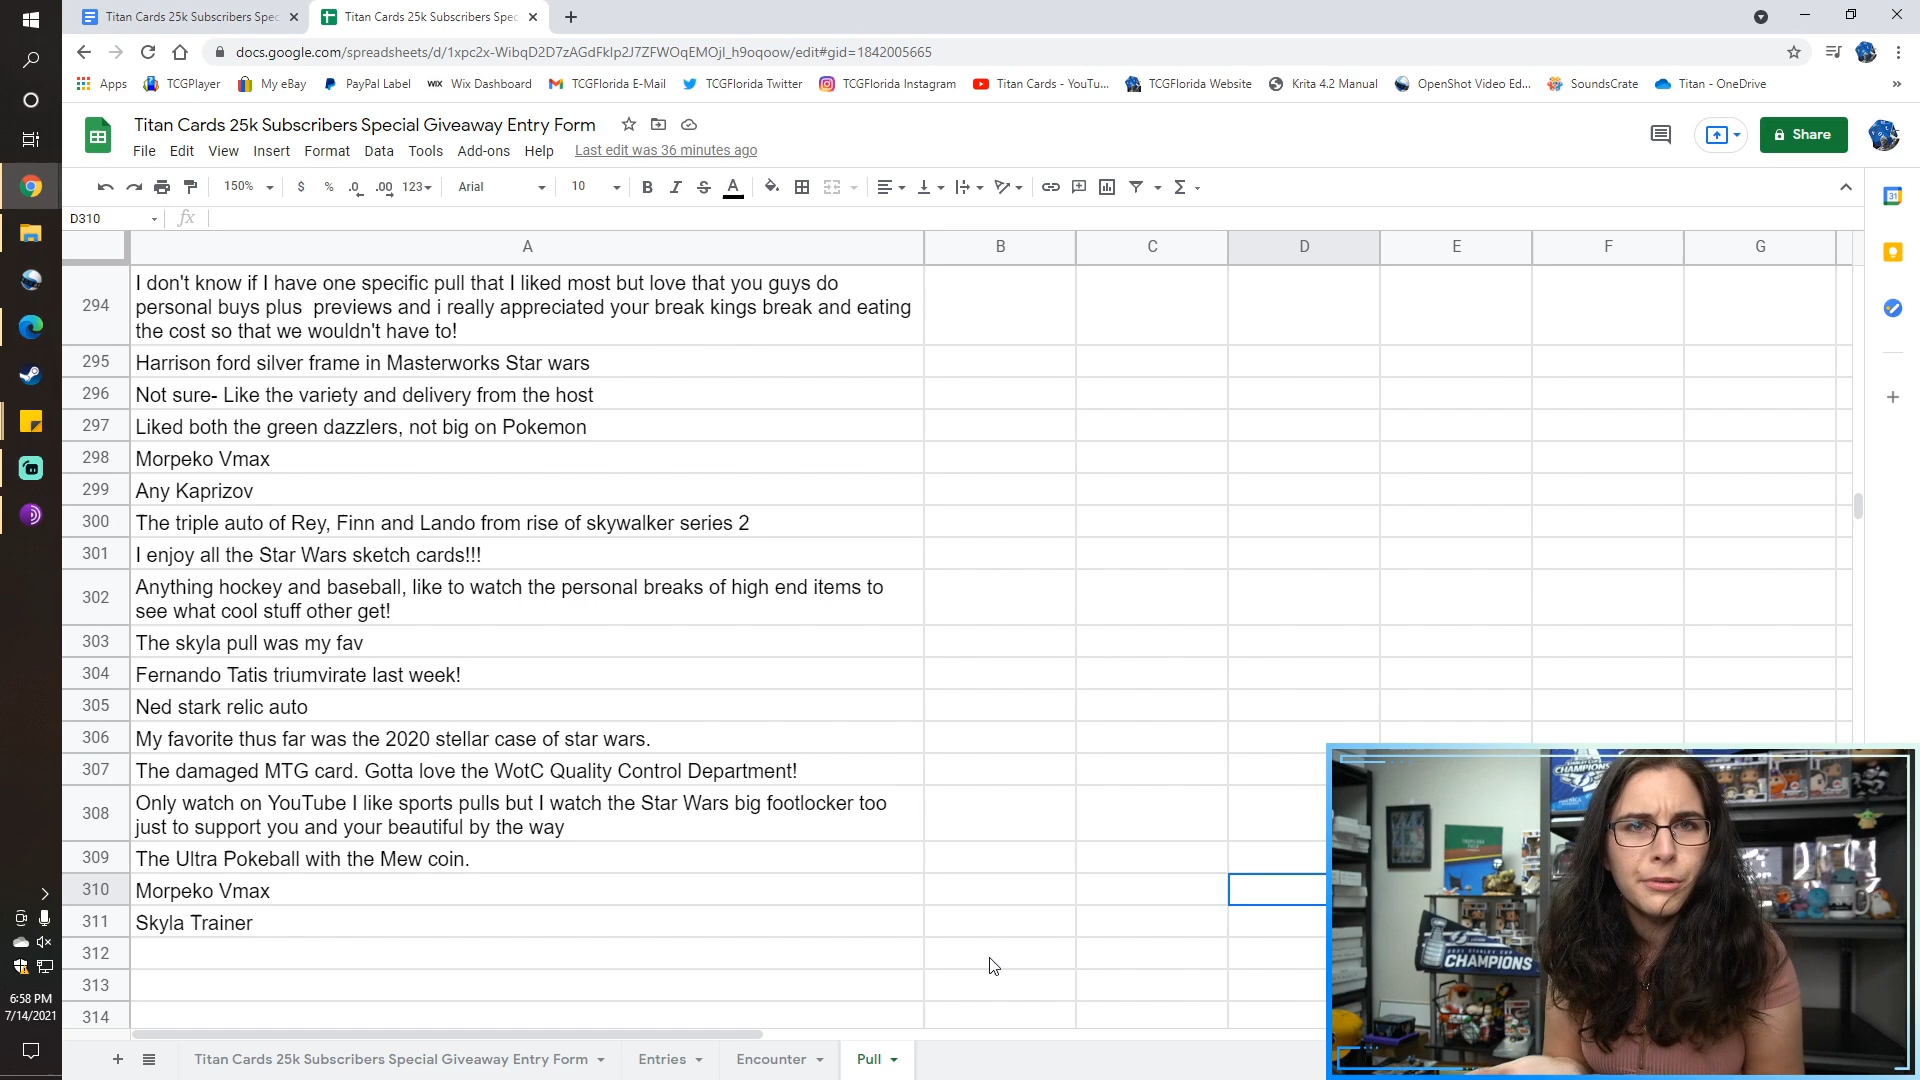 Titan Cards 25k Subscribers Spec
Titan Cards 25k Subscribers Spec
docs.google.com/spreadsheets/d/1xpc2x-WibqD2D7zAGdFkIp2J7ZFWOqEMOjI_h9oqoow/edit#gid=1842005665
Apps
TCGPlayer
My eBay
PayPal Label
WIX Wix Dashboard
TCGFlorida E-Mail
TCGFlorida Twitter
TCGFlorida Instagram
Titan Cards - YouTu...
TCGFlorida Website
Krita 4.2 Manual
OpenShot Video Ed...
SoundsCrate
Titan - OneDrive
Titan Cards 25k Subscribers Special Giveaway Entry Form
Share
File Edit View Insert Format Data Tools Add-ons Help Last edit was 36 minutes ago
150% $ % .0 .00 123 Arial 10 B I S A
31
D310 fx
A B C D E F G
294 I don't know if I have one specific pull that I liked most but love that you guys do
personal buys plus previews and i really appreciated your break kings break and eating
the cost so that we wouldn't have to!
295 Harrison ford silver frame in Masterworks Star wars
296 Not sure- Like the variety and delivery from the host
297 Liked both the green dazzlers, not big on Pokemon
298 Morpeko Vmax
299 Any Kaprizov
300 The triple auto of Rey, Finn and Lando from rise of skywalker series 2
301 I enjoy all the Star Wars sketch cards!!!
302 Anything hockey and baseball, like to watch the personal breaks of high end items to
see what cool stuff other get!
303 The skyla pull was my fav
304 Fernando Tatis triumvirate last week!
305 Ned stark relic auto
306 My favorite thus far was the 2020 stellar case of star wars.
307 The damaged MTG card. Gotta love the WotC Quality Control Department!
308 Only watch on YouTube I like sports pulls but I watch the Star Wars big footlocker too
just to support you and your beautiful by the way
309 The Ultra Pokeball with the Mew coin.
310 Morpeko Vmax
311 Skyla Trainer
312
313
314
CHAMPIONS
CHAMPIONS
6:58 PM
7/14/2021
Titan Cards 25k Subscribers Special Giveaway Entry Form
Entries
Encounter
Pull